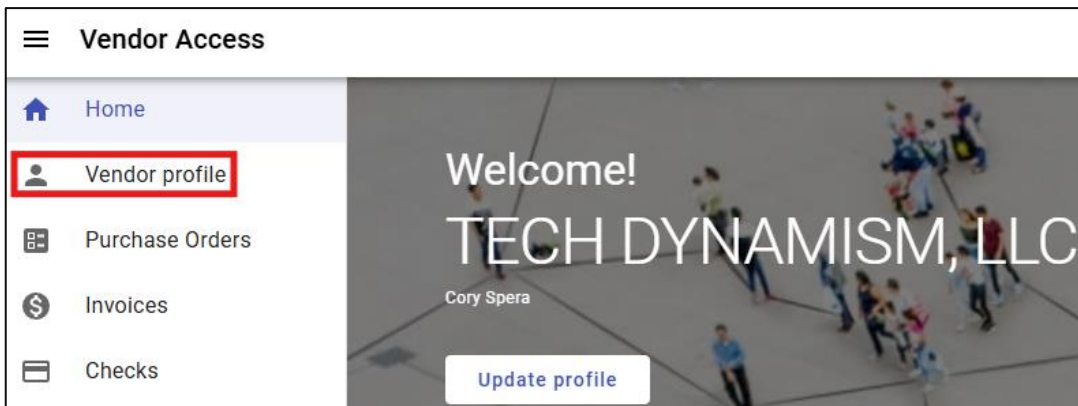 Vendor Access
Home
Vendor profile
Purchase Orders
Invoices
Checks
Welcome!
TECH DYNAMISM, LLC
Cory Spera
Update profile